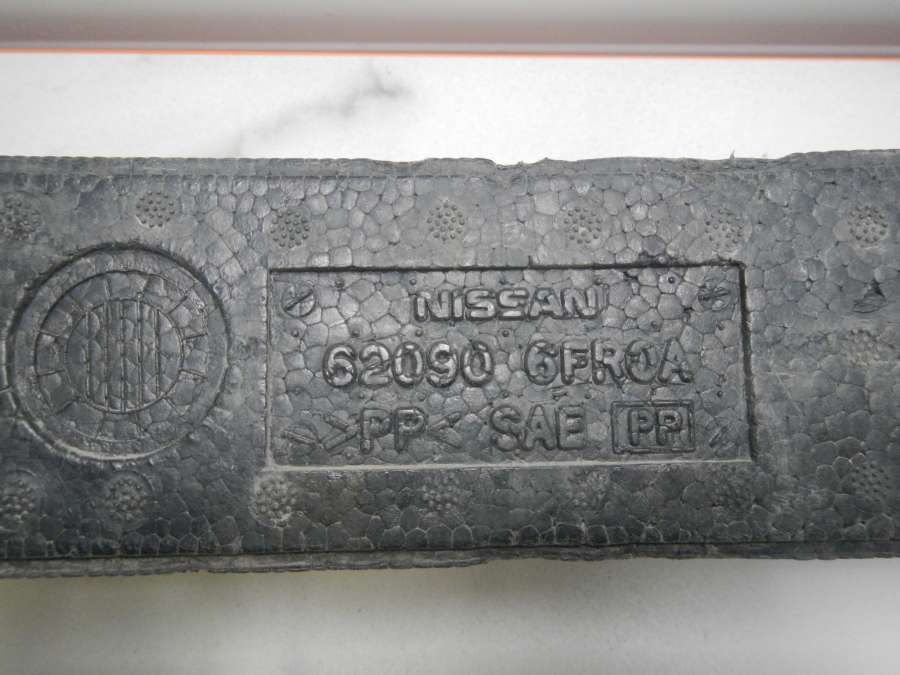 NISSAN
62090 6FR0A
>PP< SAE PP